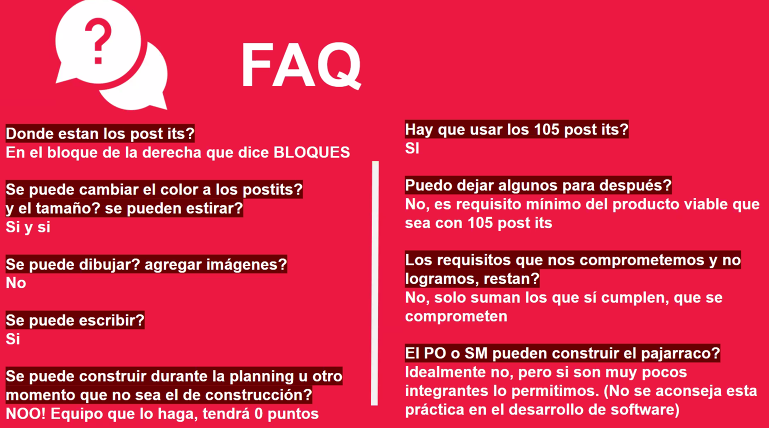 ?
FAQ
Donde estan los post its?
En el bloque de la derecha que dice BLOQUES
Se puede cambiar el color a los postits?
y el tamaño? se pueden estirar?
Si y si
Se puede dibujar? agregar imágenes?
No
Se puede escribir?
Si
Se puede construir durante la planning u otro
momento que no sea el de construcción?
NOO! Equipo que lo haga, tendrá 0 puntos
Hay que usar los 105 post its?
SI
Puedo dejar algunos para después?
No, es requisito mínimo del producto viable que
sea con 105 post its
Los requisitos que nos comprometemos y no
logramos, restan?
No, solo suman los que sí cumplen, que se
comprometen
El PO o SM pueden construir el pajarraco?
Idealmente no, pero si son muy pocos
integrantes lo permitimos. (No se aconseja esta
práctica en el desarrollo de software)